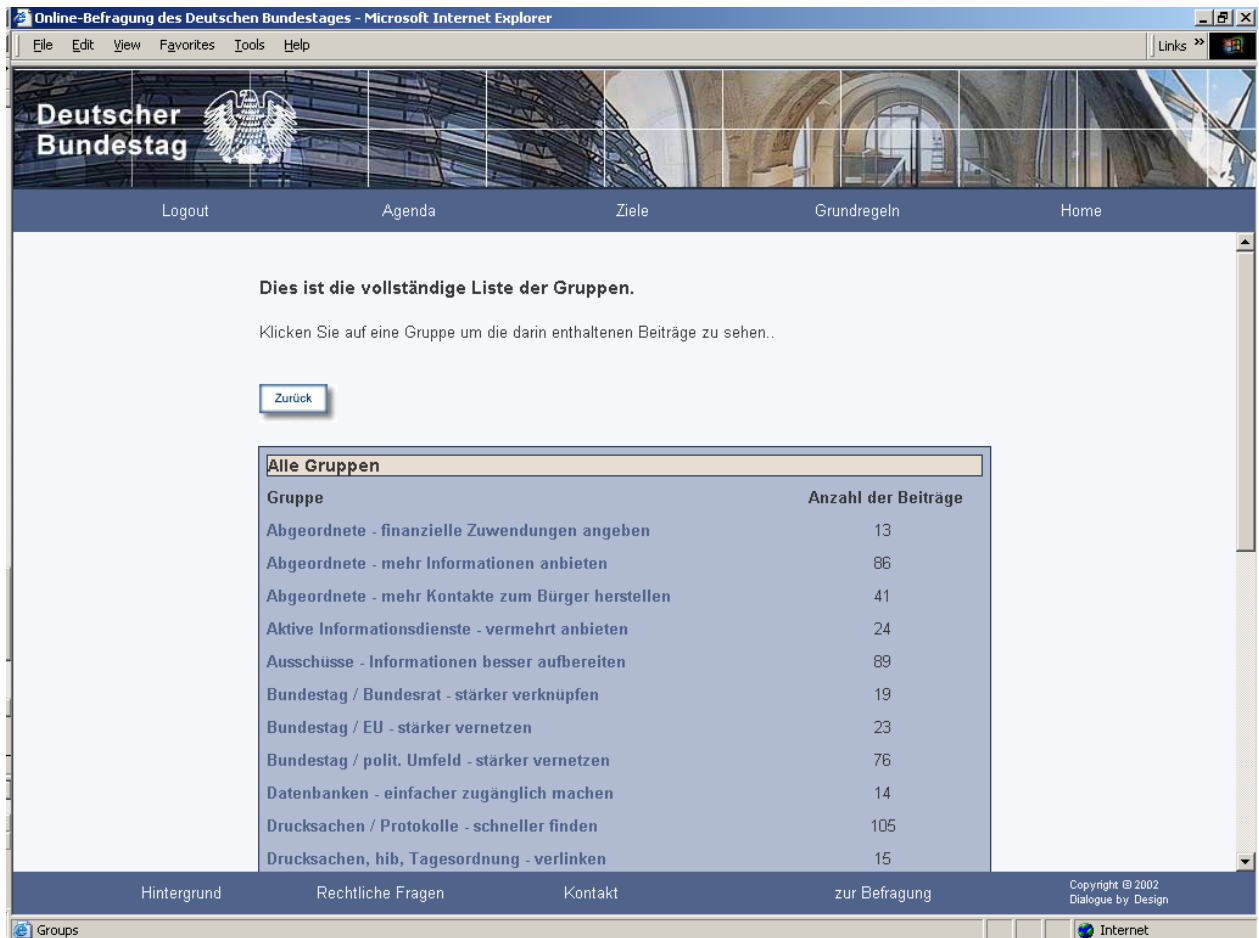 Online-Befragung des Deutschen Bundestages - Microsoft Internet Explorer
File Edit View Favorites Tools Help Links »
Deutscher
Bundestag
Logout Agenda Ziele Grundregeln Home
Dies ist die vollständige Liste der Gruppen.
Klicken Sie auf eine Gruppe um die darin enthaltenen Beiträge zu sehen..
Zurück
Alle Gruppen
Gruppe Anzahl der Beiträge
Abgeordnete - finanzielle Zuwendungen angeben 13
Abgeordnete - mehr Informationen anbieten 86
Abgeordnete - mehr Kontakte zum Bürger herstellen 41
Aktive Informationsdienste - vermehrt anbieten 24
Ausschüsse - Informationen besser aufbereiten 89
Bundestag / Bundesrat - stärker verknüpfen 19
Bundestag / EU - stärker vernetzen 23
Bundestag / polit. Umfeld - stärker vernetzen 76
Datenbanken - einfacher zugänglich machen 14
Drucksachen / Protokolle - schneller finden 105
Drucksachen, hib, Tagesordnung - verlinken 15
Hintergrund Rechtliche Fragen Kontakt zur Befragung Copyright © 2002
Dialogue by Design
Groups Internet